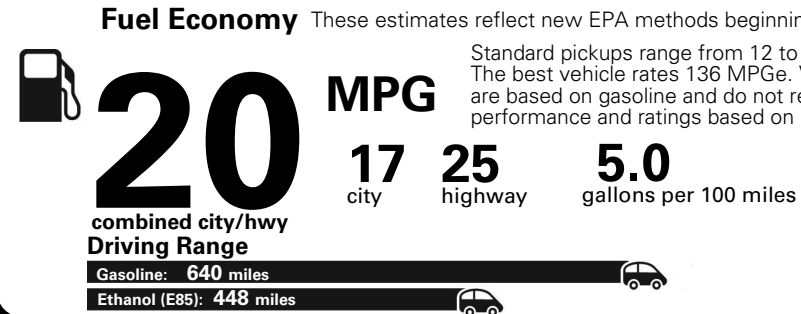 Fuel Economy These estimates reflect new EPA methods
Standard pickups range from 12 to
The best vehicle rates 136 MPGe.
are based on gasoline and do not
performance and ratings based on
20 MPG
17 25 5.0
city highway gallons per 100 miles
combined city/hwy
Driving Range
Gasoline: 640 miles
Ethanol (E85): 448 miles